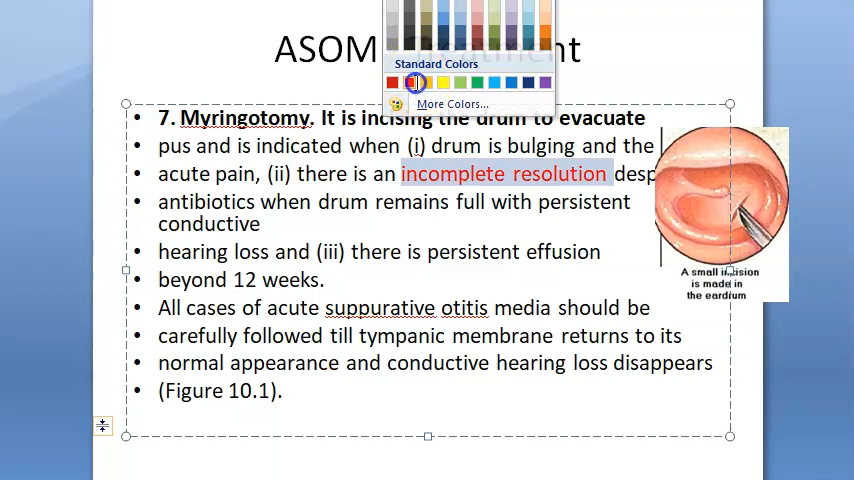 ASOM Treatment
Standard Colors
More Colors...
• 7. Myringotomy. It is incising the drum to evacuate
• pus and is indicated when (i) drum is bulging and the
• acute pain, (ii) there is an incomplete resolution desp
• antibiotics when drum remains full with persistent
conductive
• hearing loss and (iii) there is persistent effusion
• beyond 12 weeks.
• All cases of acute suppurative otitis media should be
• carefully followed till tympanic membrane returns to its
• normal appearance and conductive hearing loss disappears
• (Figure 10.1).
A small incision
is made in
the eardium